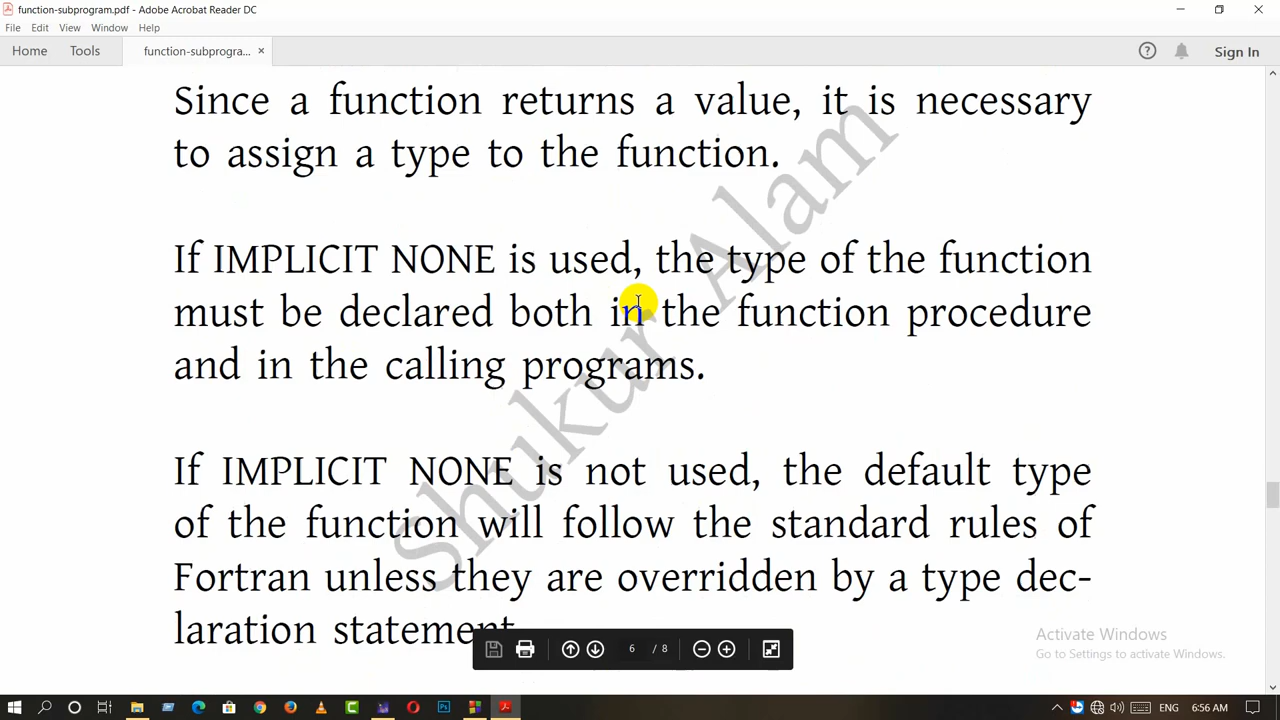 function-subprogram.pdf - Adobe Acrobat Reader DC
File Edit View Window Help
Home Tools function-subprogra... × ? Sign In
Since a function returns a value, it is necessary
to assign a type to the function.
If IMPLICIT NONE is used, the type of the function
must be declared both in the function procedure
and in the calling programs.
If IMPLICIT NONE is not used, the default type
of the function will follow the standard rules of
Fortran unless they are overridden by a type dec-
laration statement.
Shukur Alam
6 / 8
Activate Windows
Go to Settings to activate Windows.
ENG 6:56 AM